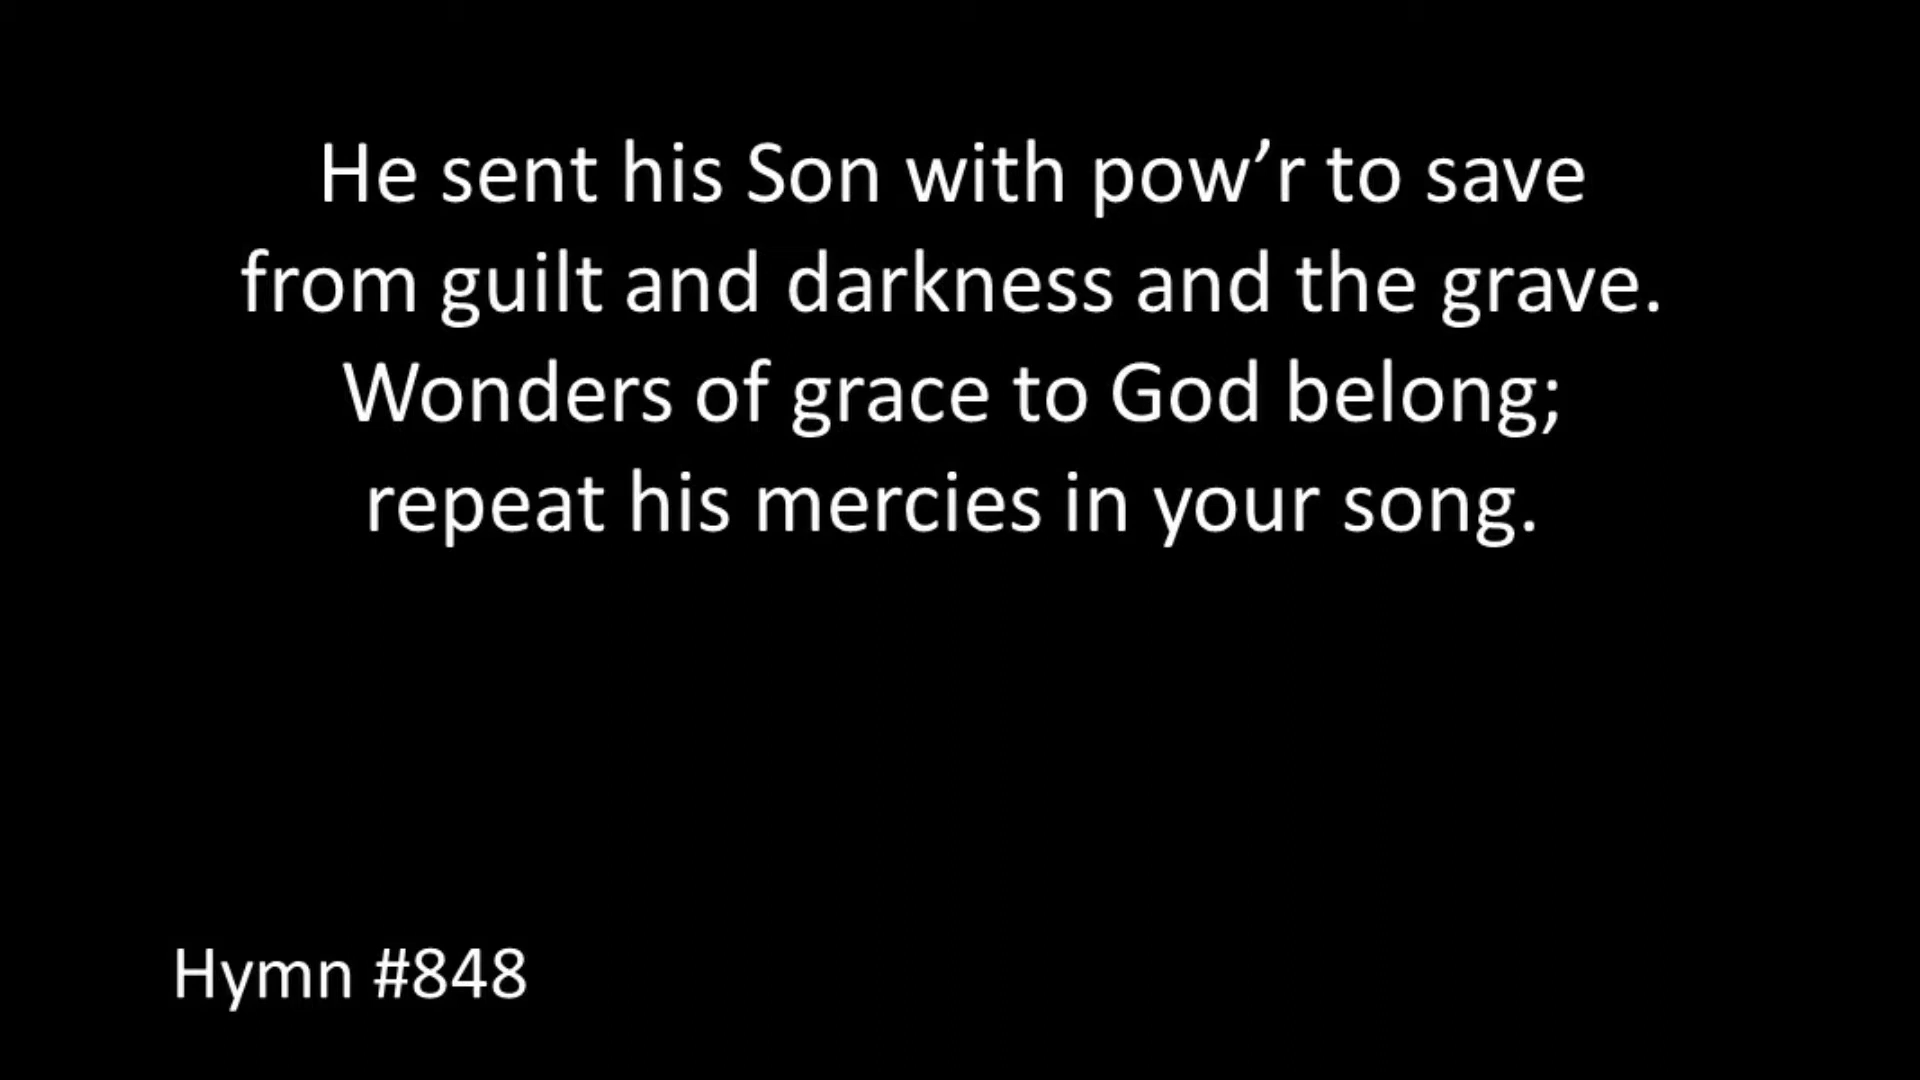 He sent his Son with pow’r to save
from guilt and darkness and the grave.
Wonders of grace to God belong;
repeat his mercies in your song.
Hymn #848